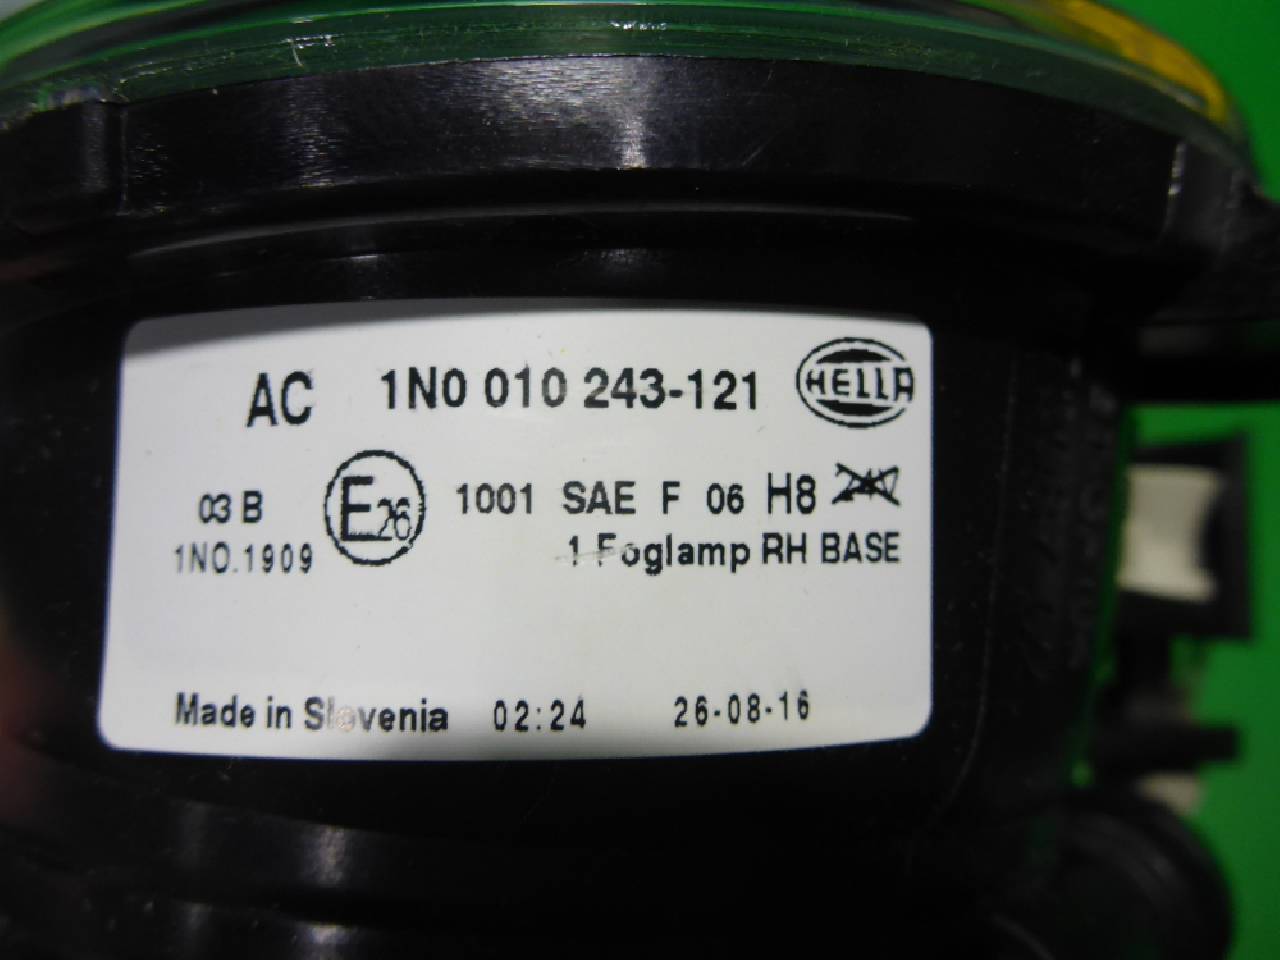 AC 1N0 010 243-121 HELLA
03 B E26 1001 SAE F 06 H8
1NO.1909 1 Foglamp RH BASE
Made in Slovenia 02:24 26-08-16